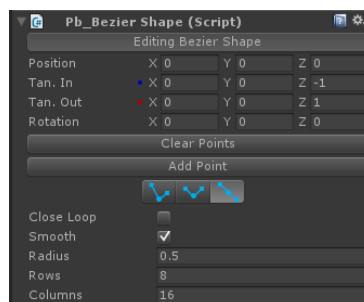 Pb_Bezier Shape (Script)
Editing Bezier Shape
Position X 0 Y 0 Z 0
Tan. In X 0 Y 0 Z -1
Tan. Out X 0 Y 0 Z 1
Rotation X 0 Y 0 Z 0
Clear Points
Add Point
Close Loop
Smooth
Radius 0.5
Rows 8
Columns 16